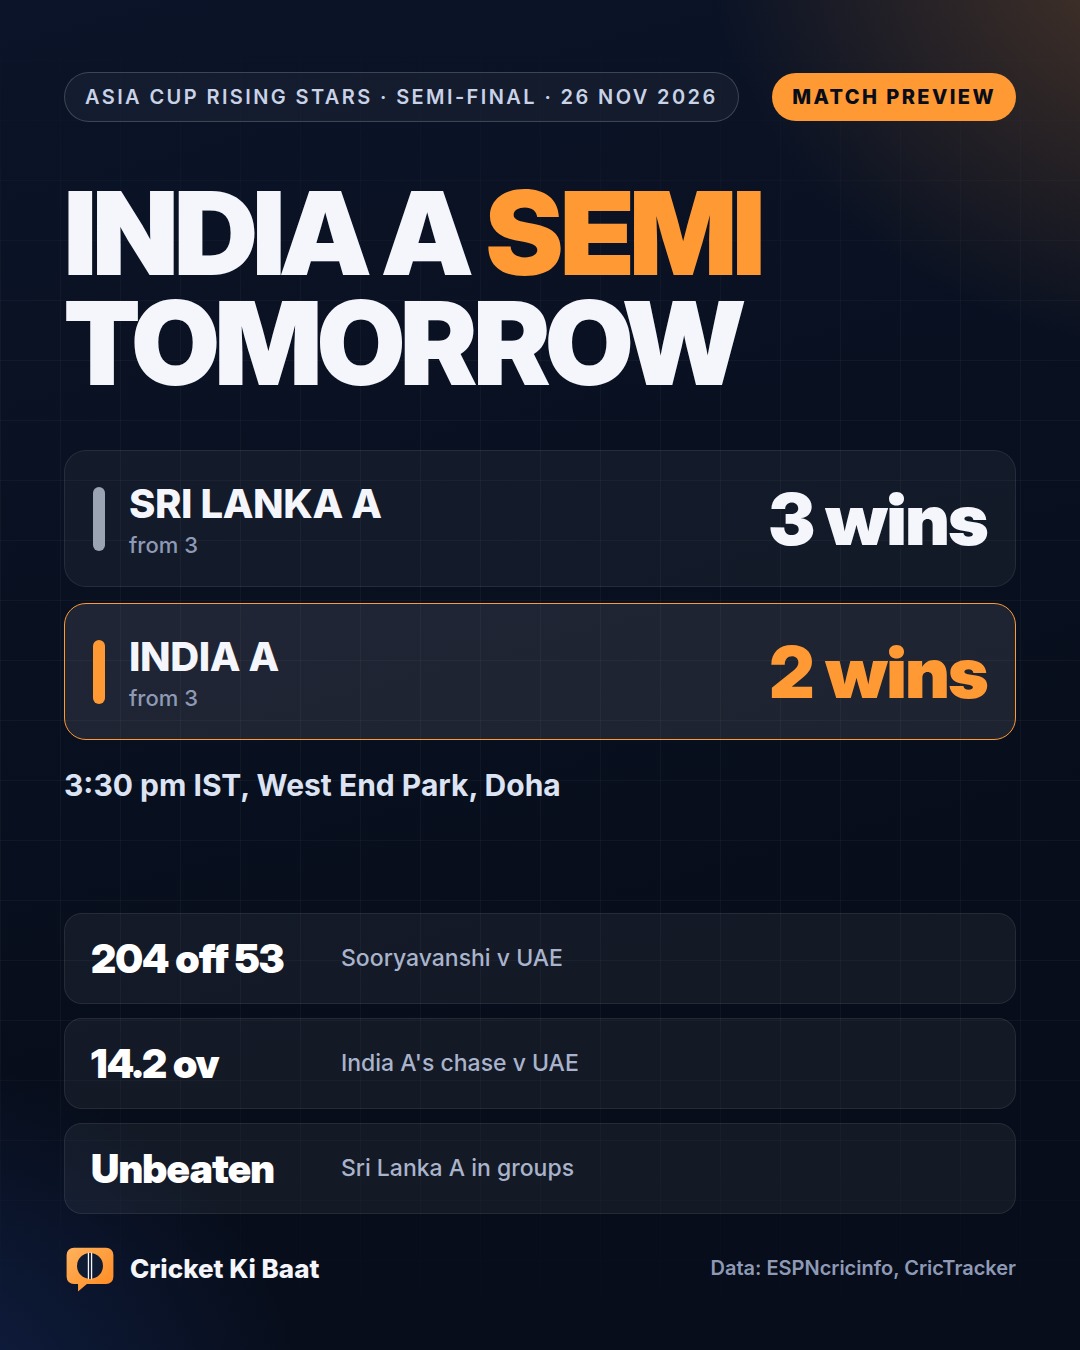 ASIA CUP RISING STARS · SEMI-FINAL · 26 NOV 2026
MATCH PREVIEW
INDIA A SEMI
TOMORROW
SRI LANKA A
from 3
3 wins
INDIA A
from 3
2 wins
3:30 pm IST, West End Park, Doha
204 off 53
Sooryavanshi v UAE
14.2 ov
India A's chase v UAE
Unbeaten
Sri Lanka A in groups
Cricket Ki Baat
Data: ESPNcricinfo, CricTracker